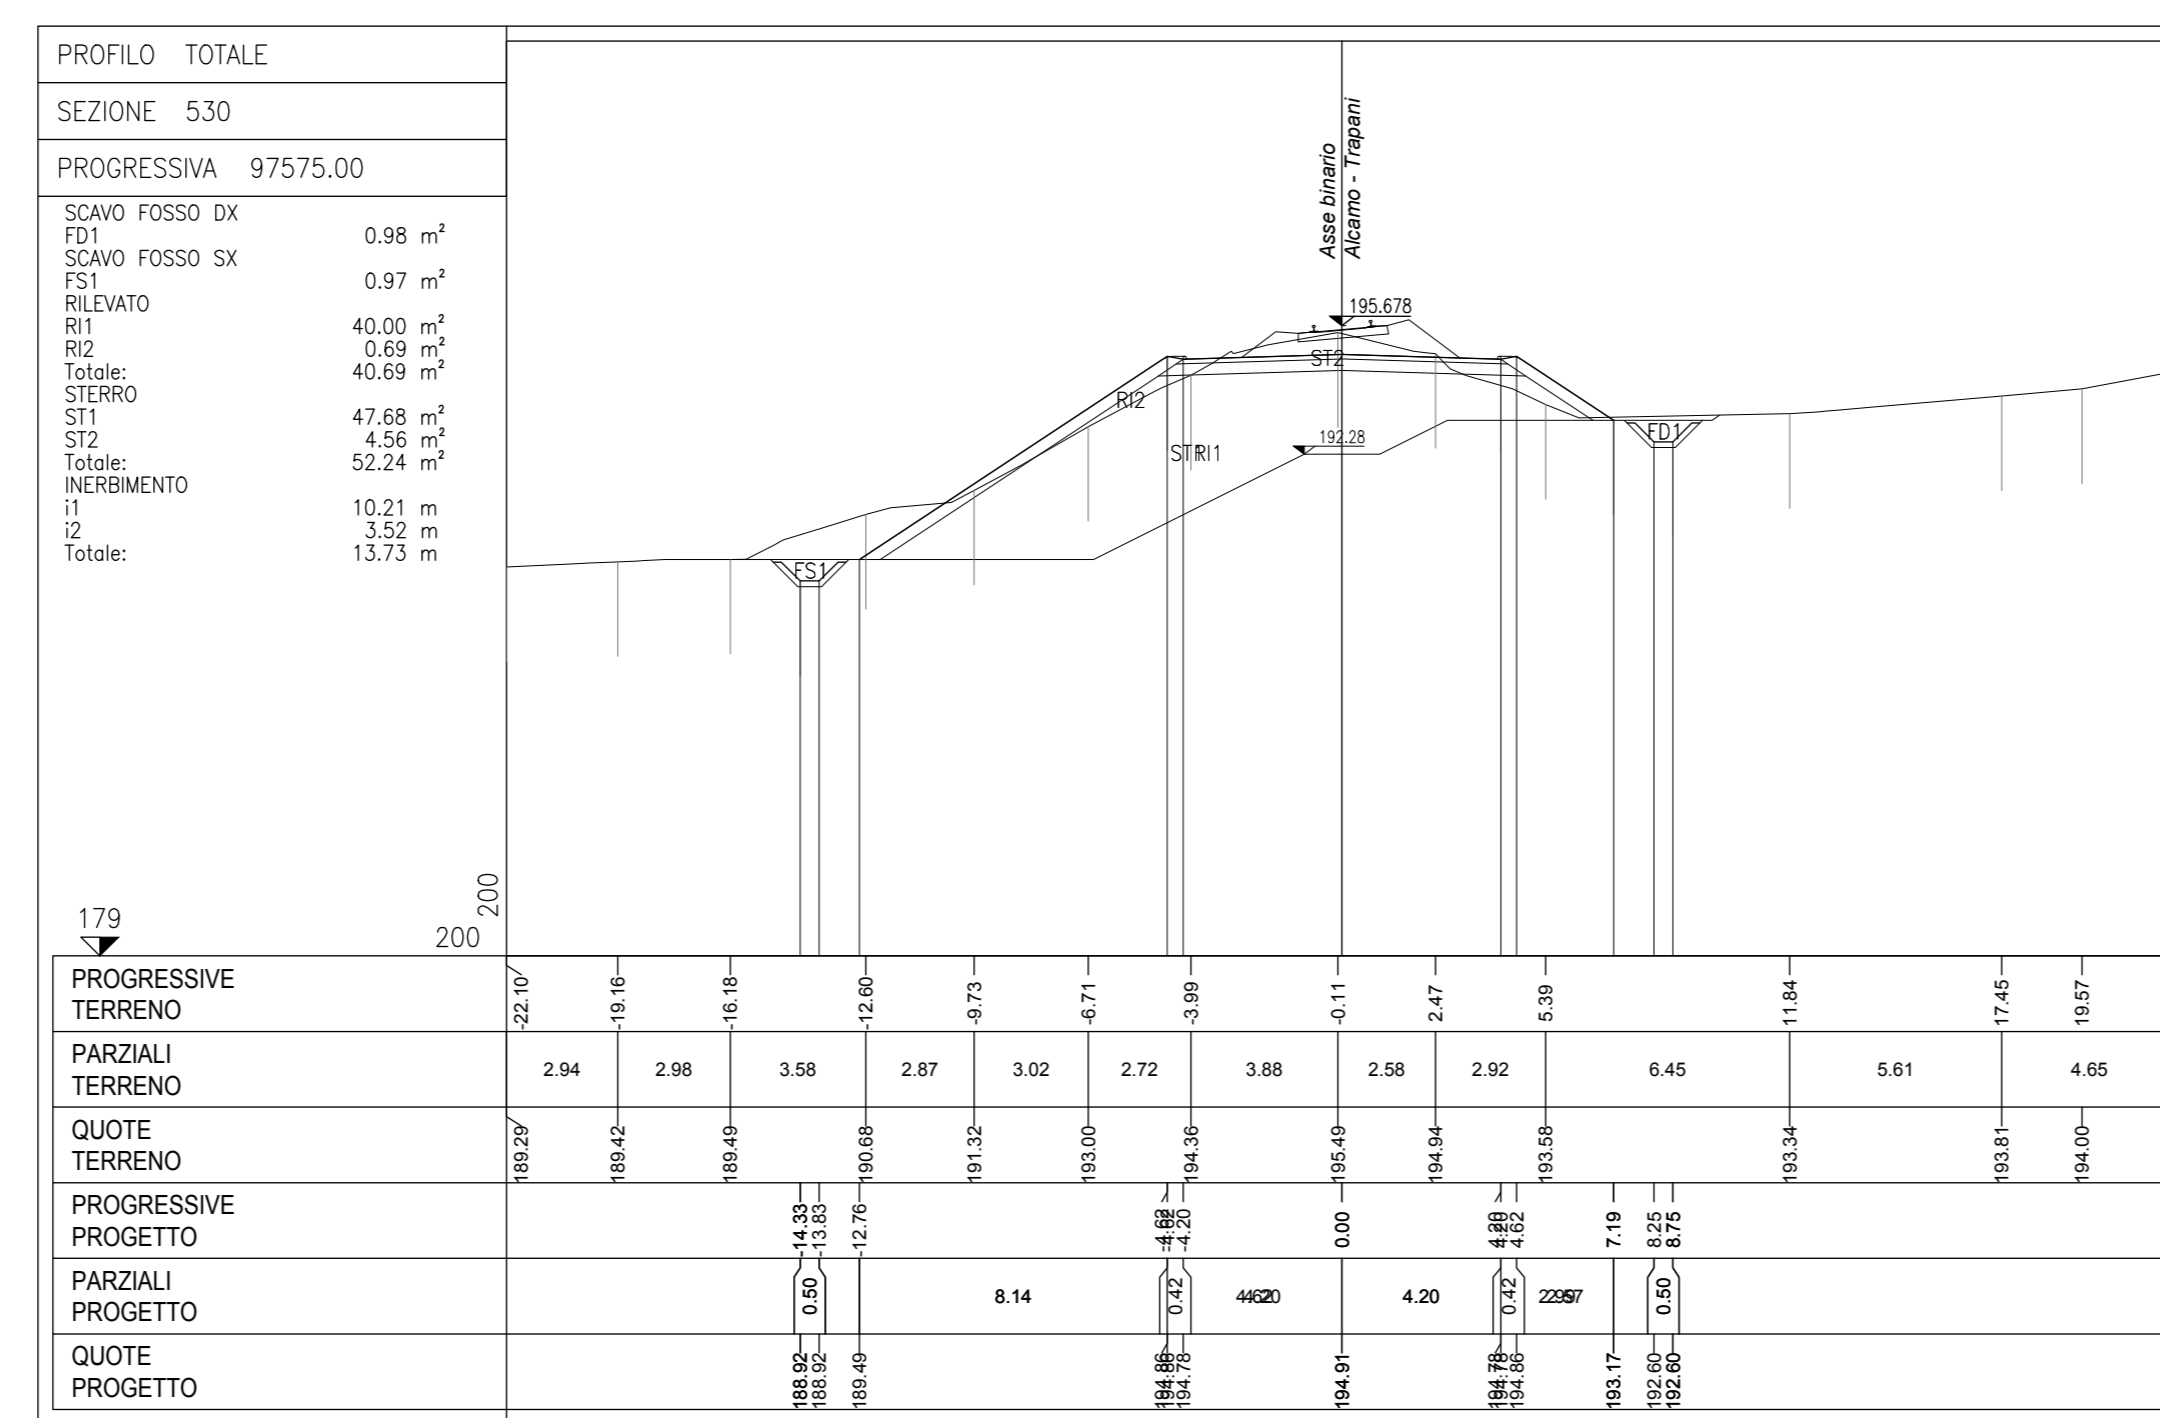 PROFILO TOTALE
SEZIONE 530
PROGRESSIVA 97575.00
SCAVO FOSSO DX
FD1 0.98 m²
SCAVO FOSSO SX
FS1 0.97 m²
RILEVATO
RI1 40.00 m²
RI2 0.69 m²
Totale: 40.69 m²
STERRO
ST1 47.68 m²
ST2 4.56 m²
Totale: 52.24 m²
INERBIMENTO
i1 10.21 m
i2 3.52 m
Totale: 13.73 m
Asse binario
Alcamo - Trapani
195.678
ST2
RI2
192.28
ST1 RI1
FD1
FS1
179
200
200
PROGRESSIVE TERRENO
-22.10 -19.16 -16.18 -12.60 -9.73 -6.71 -3.99 -0.11 2.47 5.39 11.84 17.45 19.57
PARZIALI TERRENO
2.94 2.98 3.58 2.87 3.02 2.72 3.88 2.58 2.92 6.45 5.61 4.65
QUOTE TERRENO
189.29 189.42 189.49 190.68 191.32 193.00 194.36 195.49 194.94 193.58 193.34 193.81 194.00
PROGRESSIVE PROGETTO
-14.33 -13.83 -12.76 -4.62 -4.20 0.00 4.20 4.62 7.19 8.25 8.75
PARZIALI PROGETTO
0.50 8.14 0.42 4.20 0.42 0.50
QUOTE PROGETTO
188.92 188.92 189.49 194.86 194.78 194.91 194.78 194.86 193.17 192.60 192.60